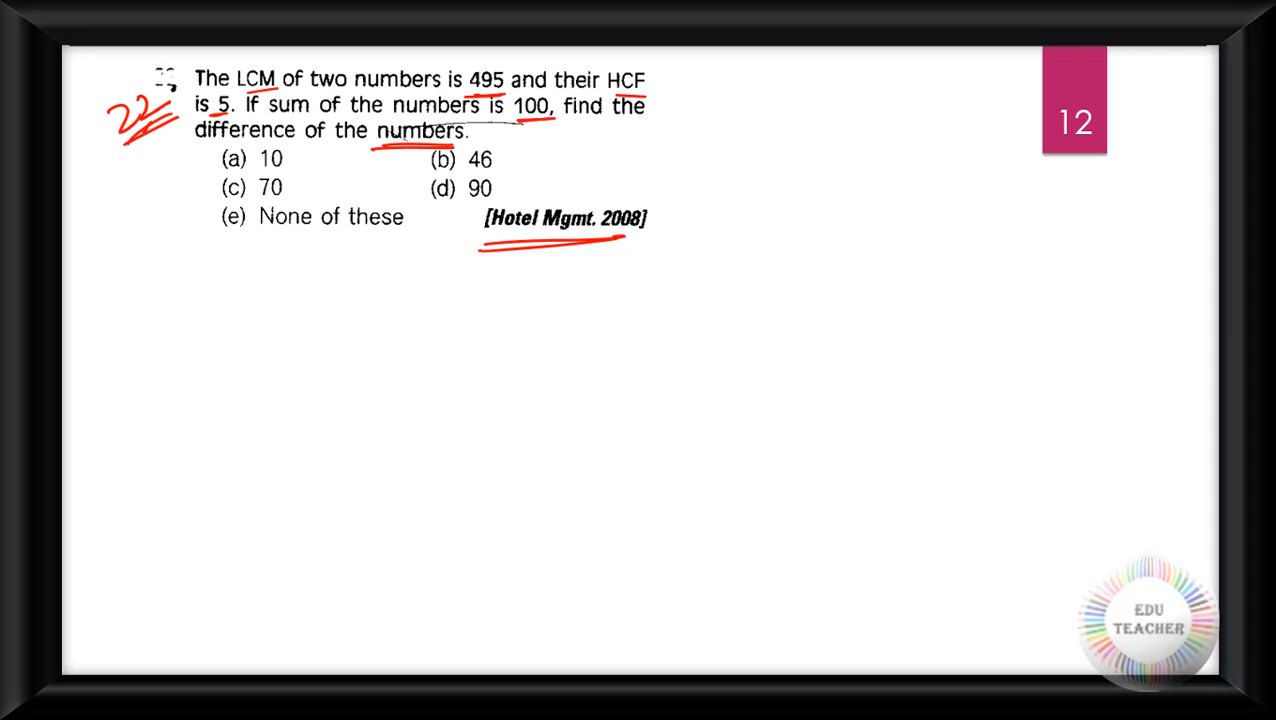 22
The LCM of two numbers is 495 and their HCF
is 5. If sum of the numbers is 100, find the
difference of the numbers.
(a) 10 (b) 46
(c) 70 (d) 90
(e) None of these [Hotel Mgmt. 2008]
12
EDU
TEACHER